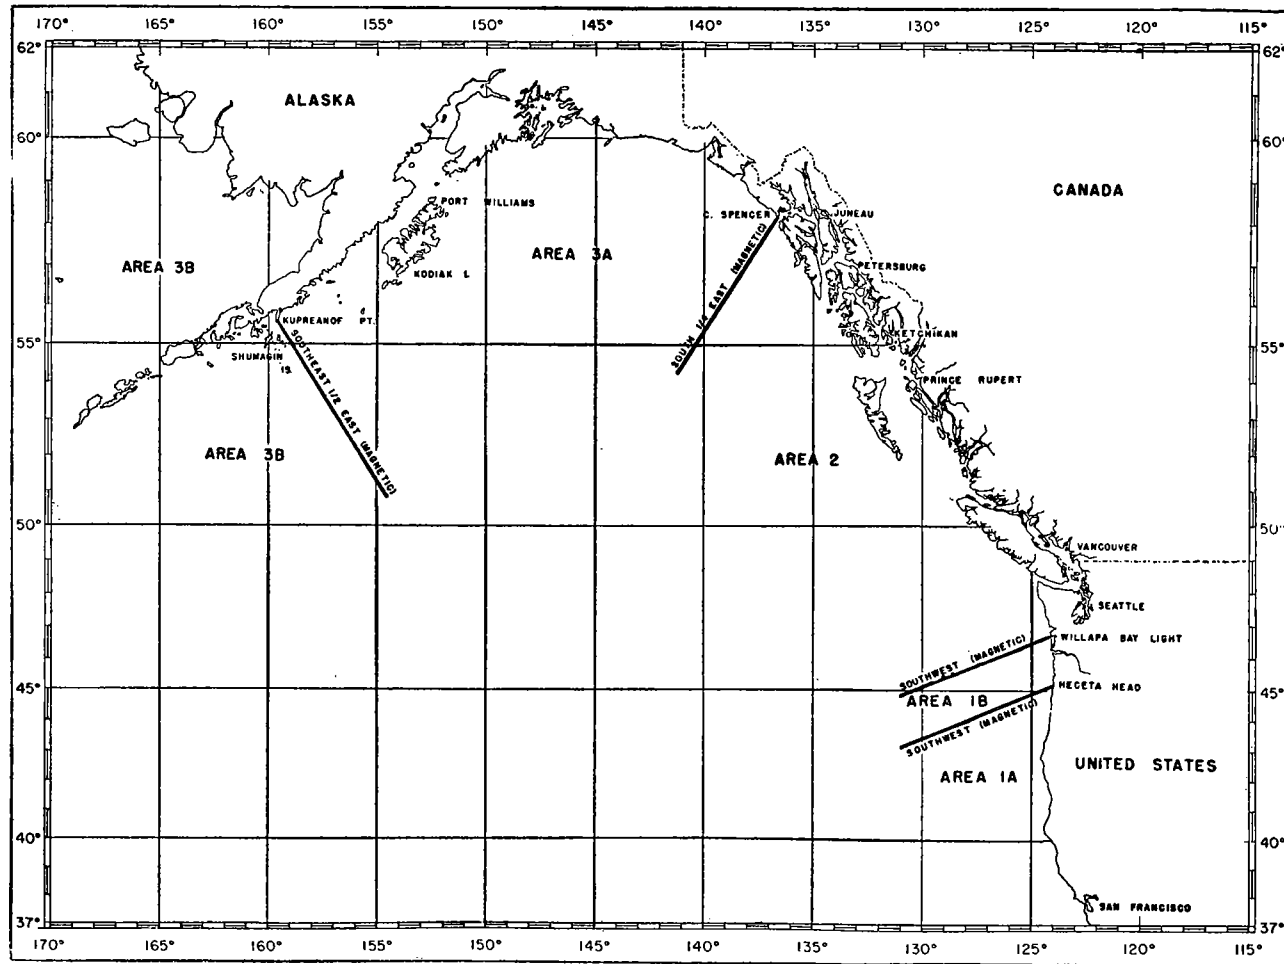 170° 165° 160° 155° 150° 145° 140° 135° 130° 125° 120° 115°
62° 62°
ALASKA
60° 60°
CANADA
PORT WILLIAMS
C. SPENCER
JUNEAU
AREA 3A
AREA 3B
PETERSBURG
KODIAK I.
SOUTH 1/4 EAST (MAGNETIC)
KUPREANOF PT.
KETCHIKAN
55° 55°
SHUMAGIN
IS.
SOUTHEAST 1/2 EAST (MAGNETIC)
PRINCE RUPERT
AREA 3B
AREA 2
50° 50°
VANCOUVER
SEATTLE
WILLAPA BAY LIGHT
SOUTHWEST (MAGNETIC)
HECETA HEAD
45° 45°
AREA 1B
SOUTHWEST (MAGNETIC)
AREA 1A
UNITED STATES
40° 40°
SAN FRANCISCO
37° 37°
170° 165° 160° 155° 150° 145° 140° 135° 130° 125° 120° 115°